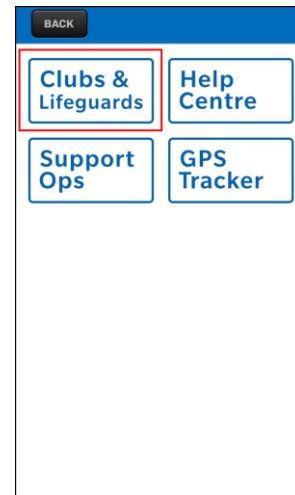 BACK
Clubs &
Lifeguards
Help
Centre
Support
Ops
GPS
Tracker